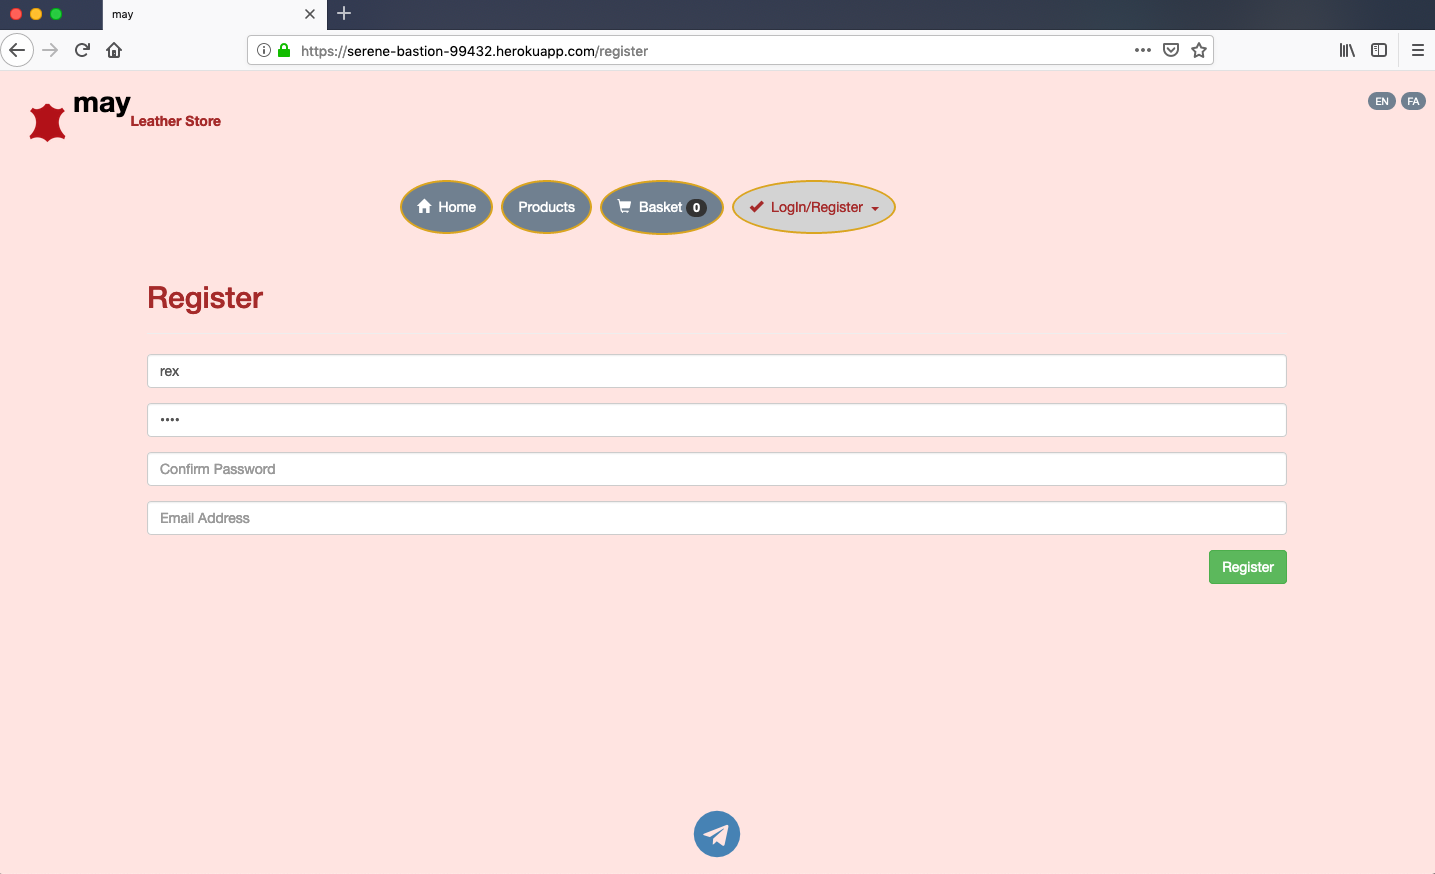 may
https://serene-bastion-99432.herokuapp.com/register
may
Leather Store
EN FA
Home Products Basket 0 LogIn/Register
Register
rex
••••
Confirm Password
Email Address
Register